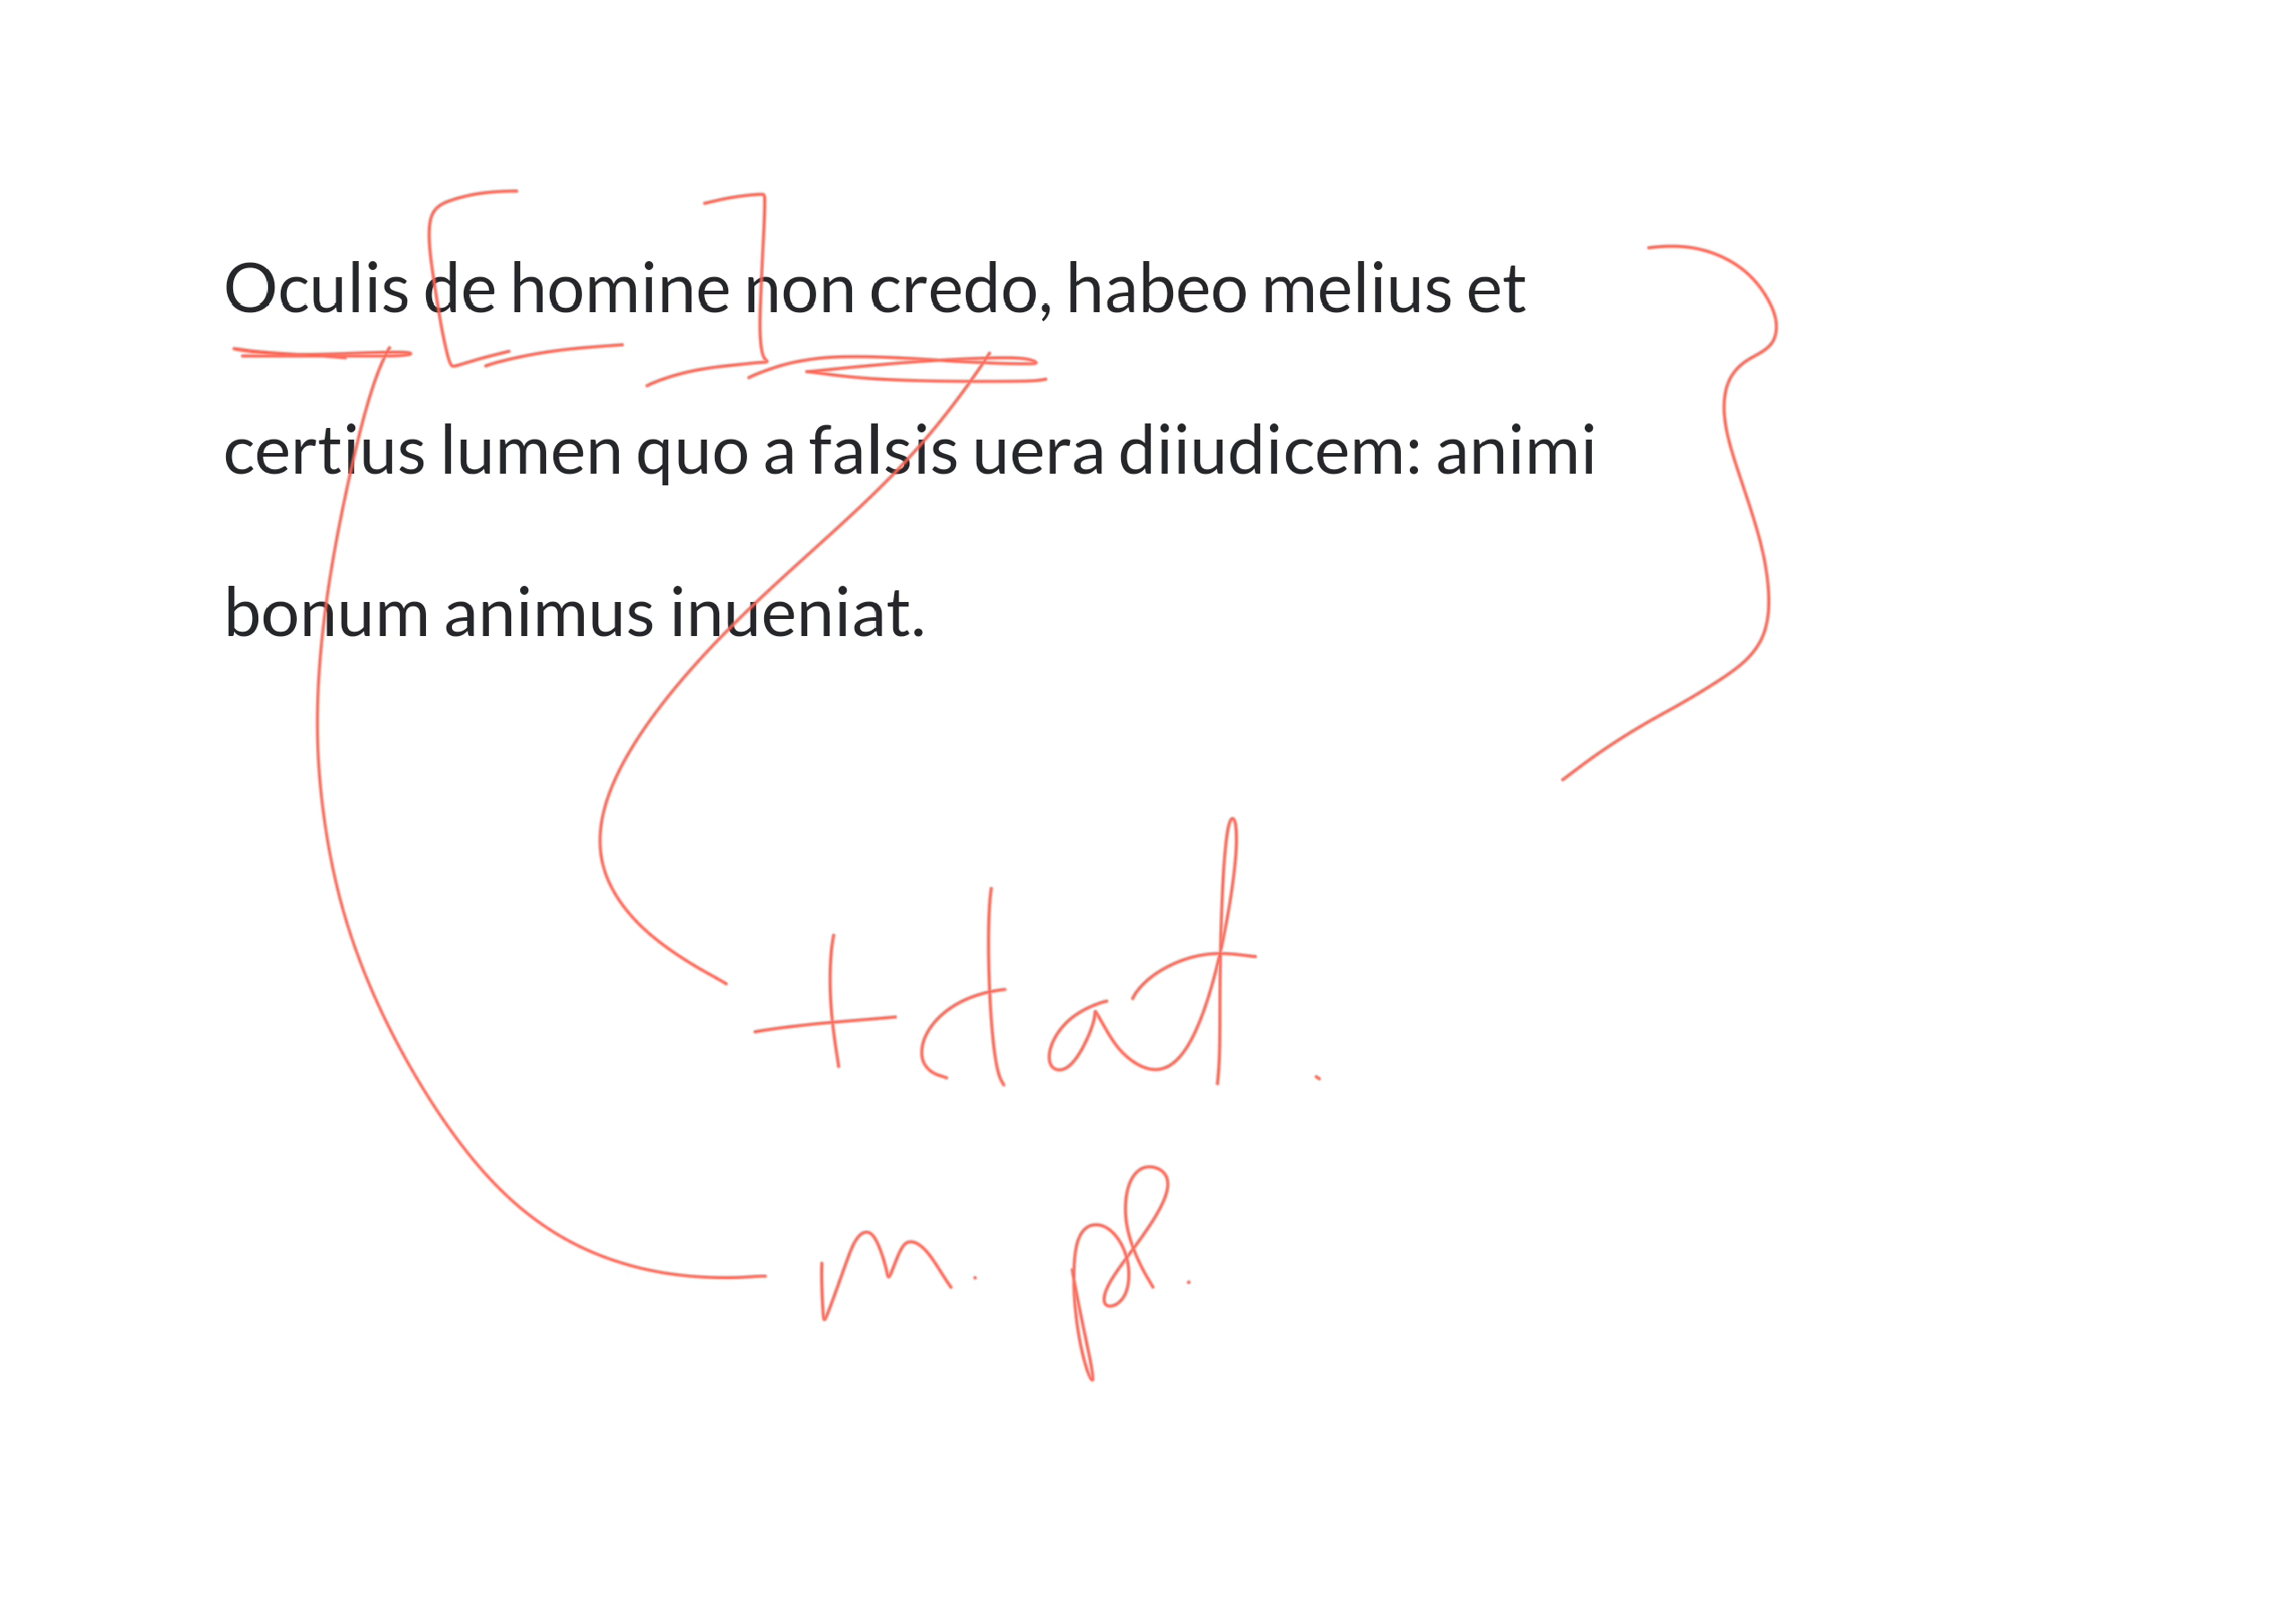 Oculis de homine non credo, habeo melius et
certius lumen quo a falsis uera diiudicem: animi
bonum animus inueniat.
+dat.
m. pl.